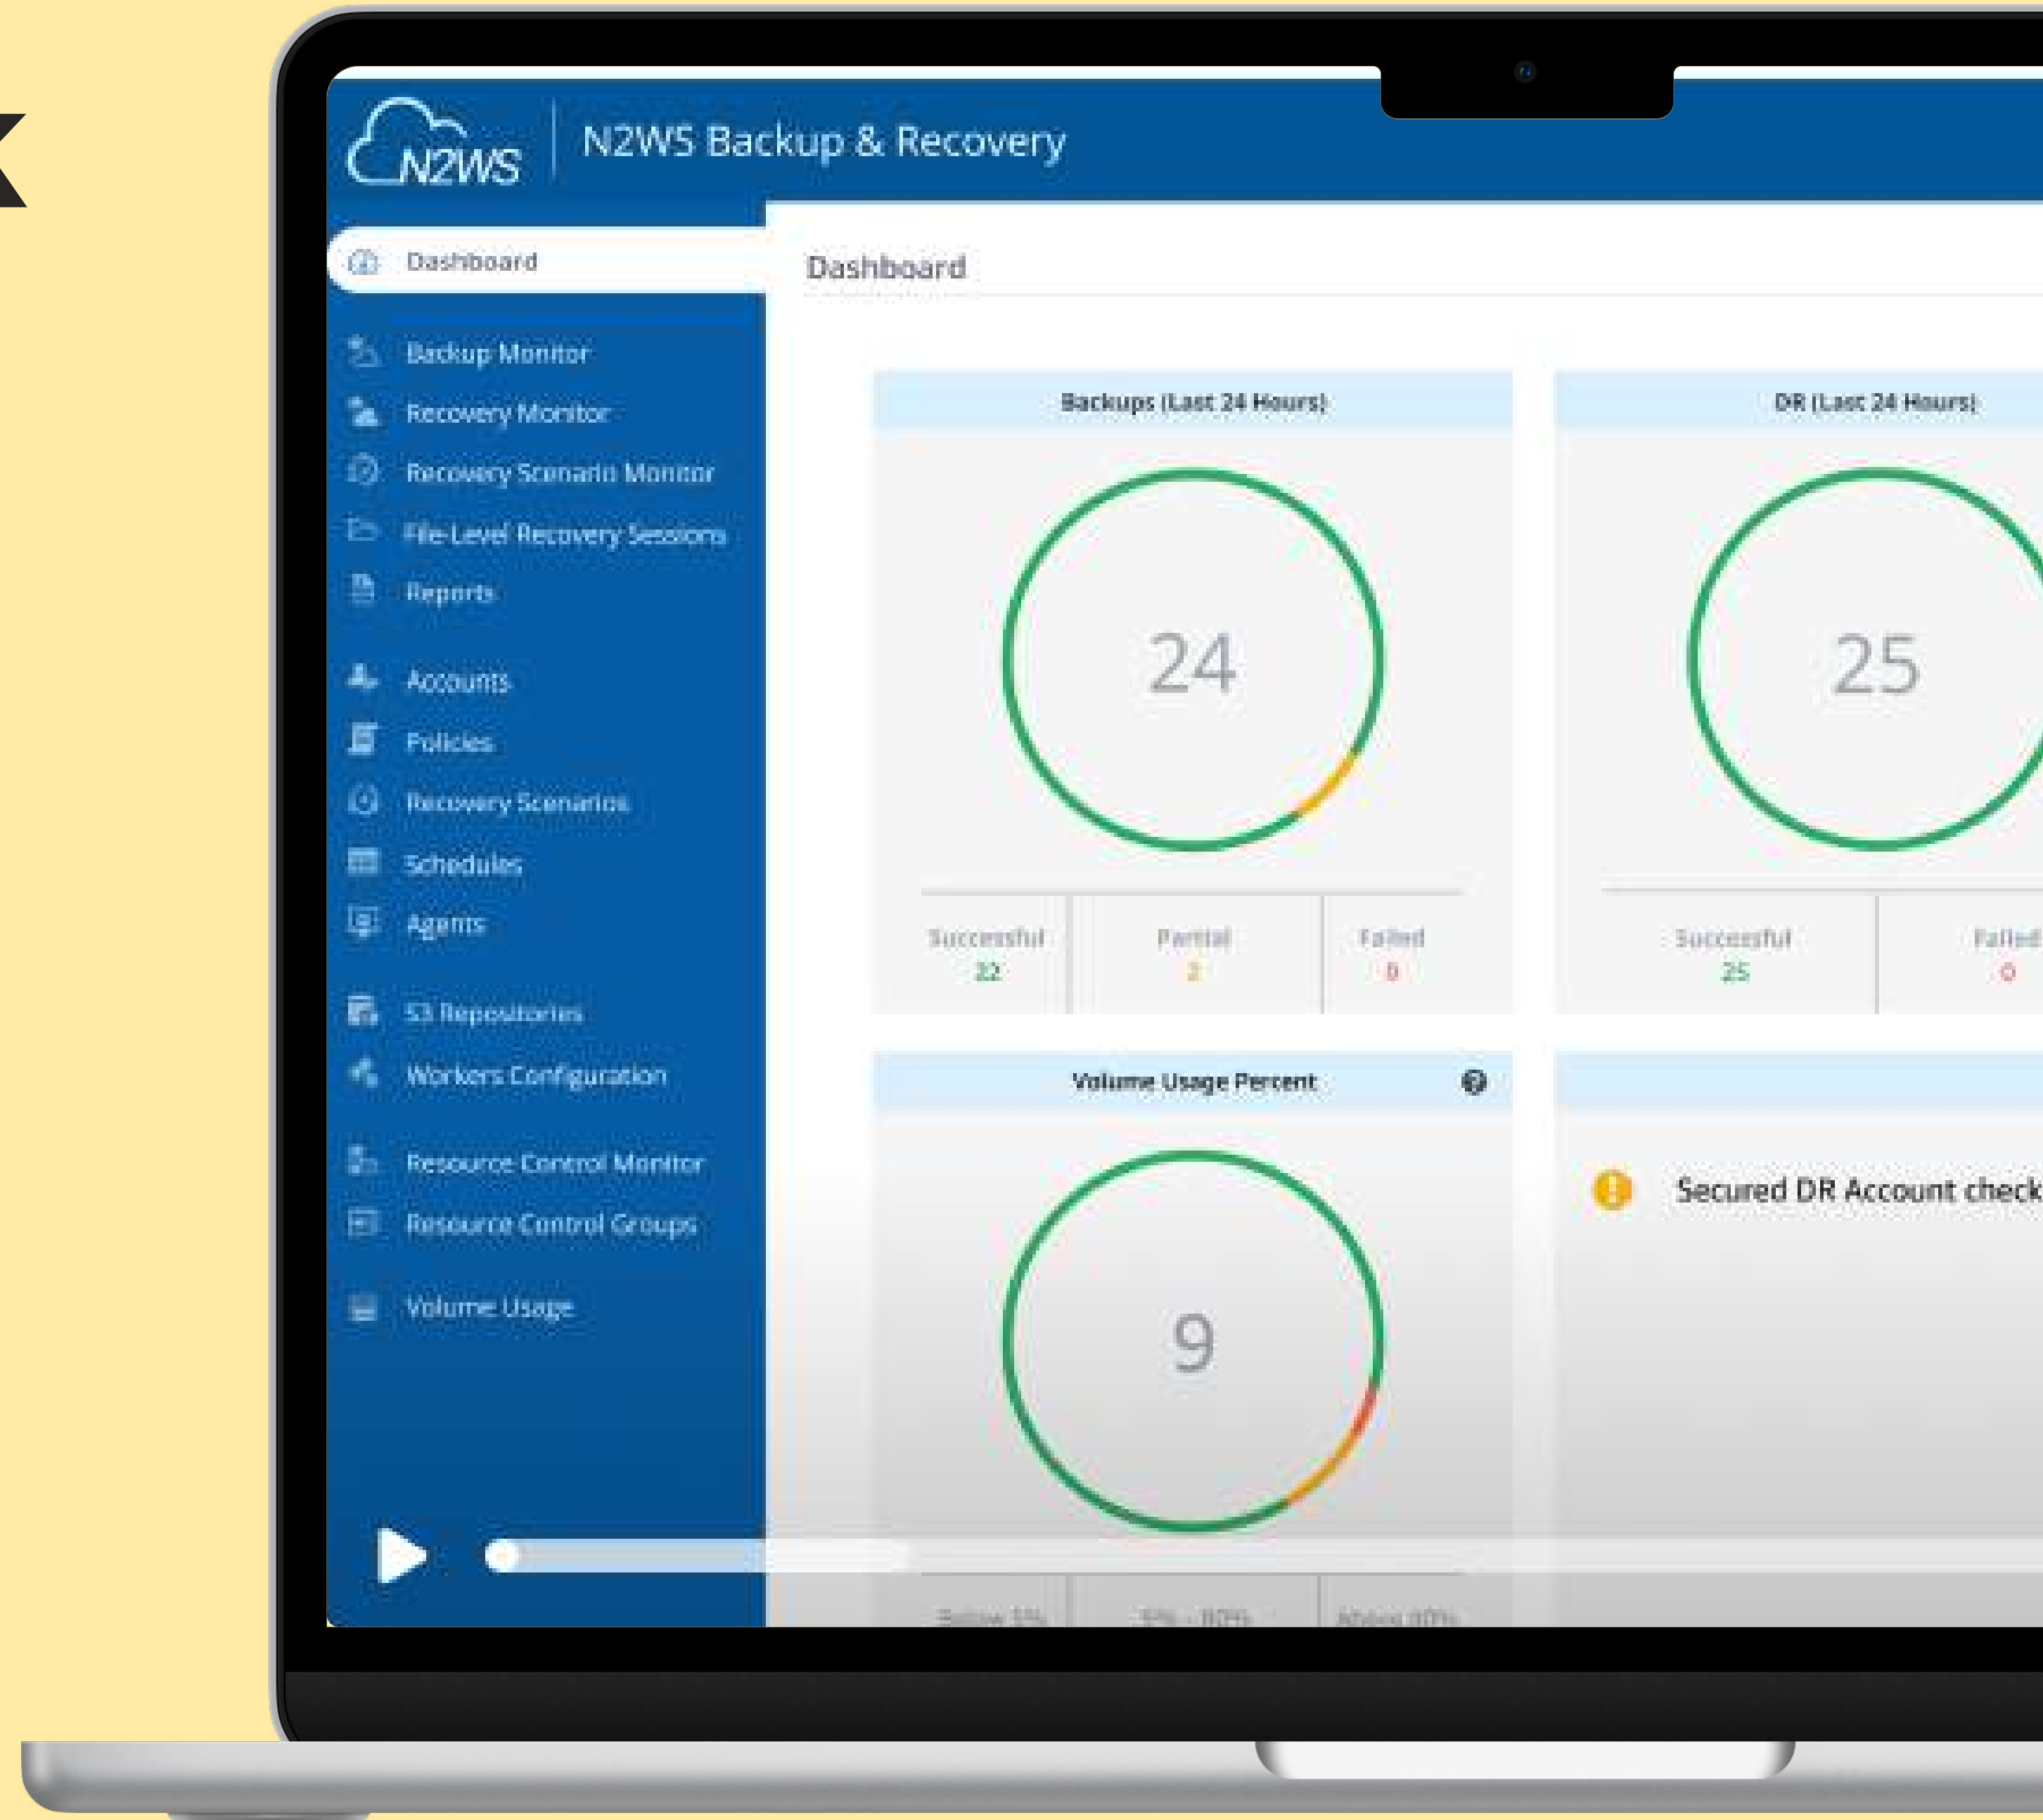 N2WS
N2WS Backup & Recovery
Dashboard
Backup Monitor
Recovery Monitor
Recovery Scenario Monitor
File-Level Recovery Sessions
Reports
Accounts
Policies
Recovery Scenarios
Schedules
Agents
S3 Repositories
Workers Configuration
Resource Control Monitor
Resource Control Groups
Volume Usage
Dashboard
Backups (Last 24 Hours)
24
Successful Partial Failed
22 2 0
DR (Last 24 Hours)
25
Successful Failed
25 0
Volume Usage Percent
9
Secured DR Account check